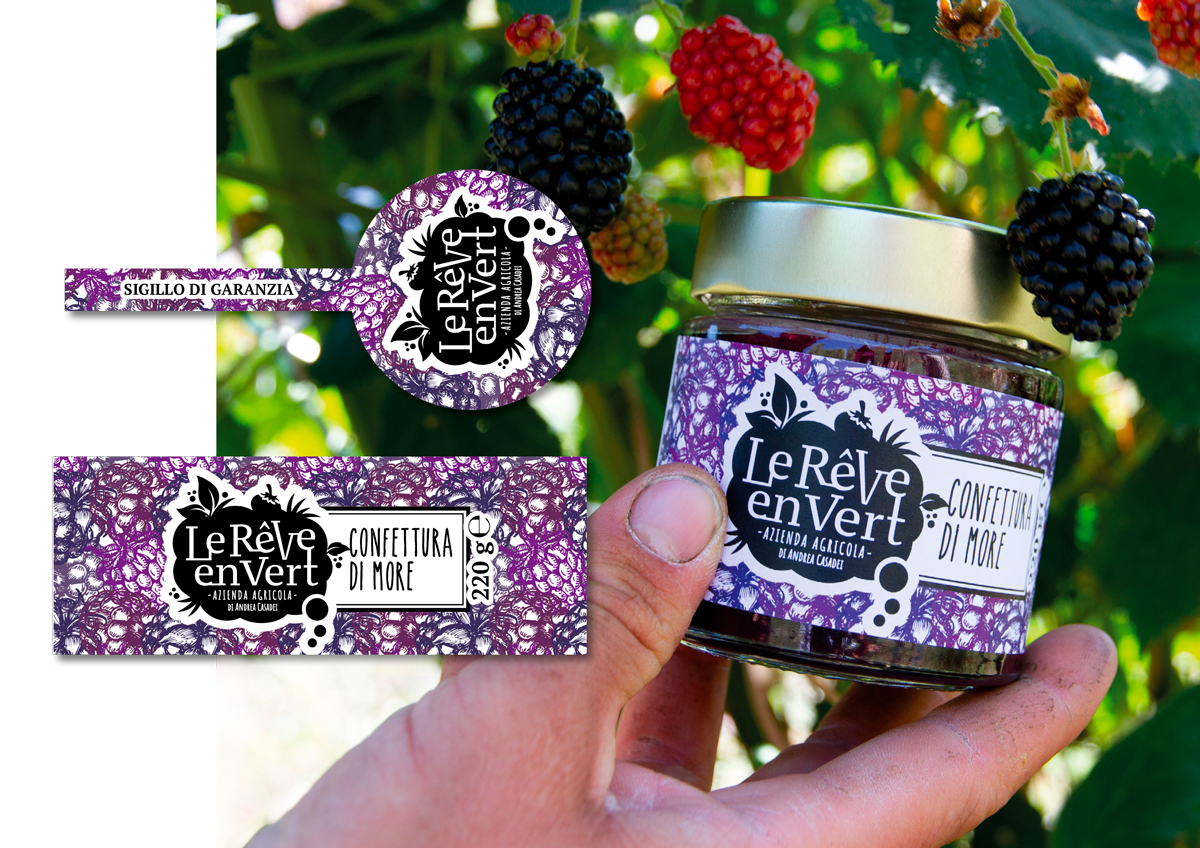 SIGILLO DI GARANZIA
Le Rêve
en Vert
-AZIENDA AGRICOLA-
DI ANDREA CASADEI
Le Rêve
en Vert
-AZIENDA AGRICOLA-
DI ANDREA CASADEI
CONFETTURA
DI MORE
220 g e
Le Rêve
en Vert
-AZIENDA AGRICOLA-
DI ANDREA CASADEI
CONFETTURA
DI MORE